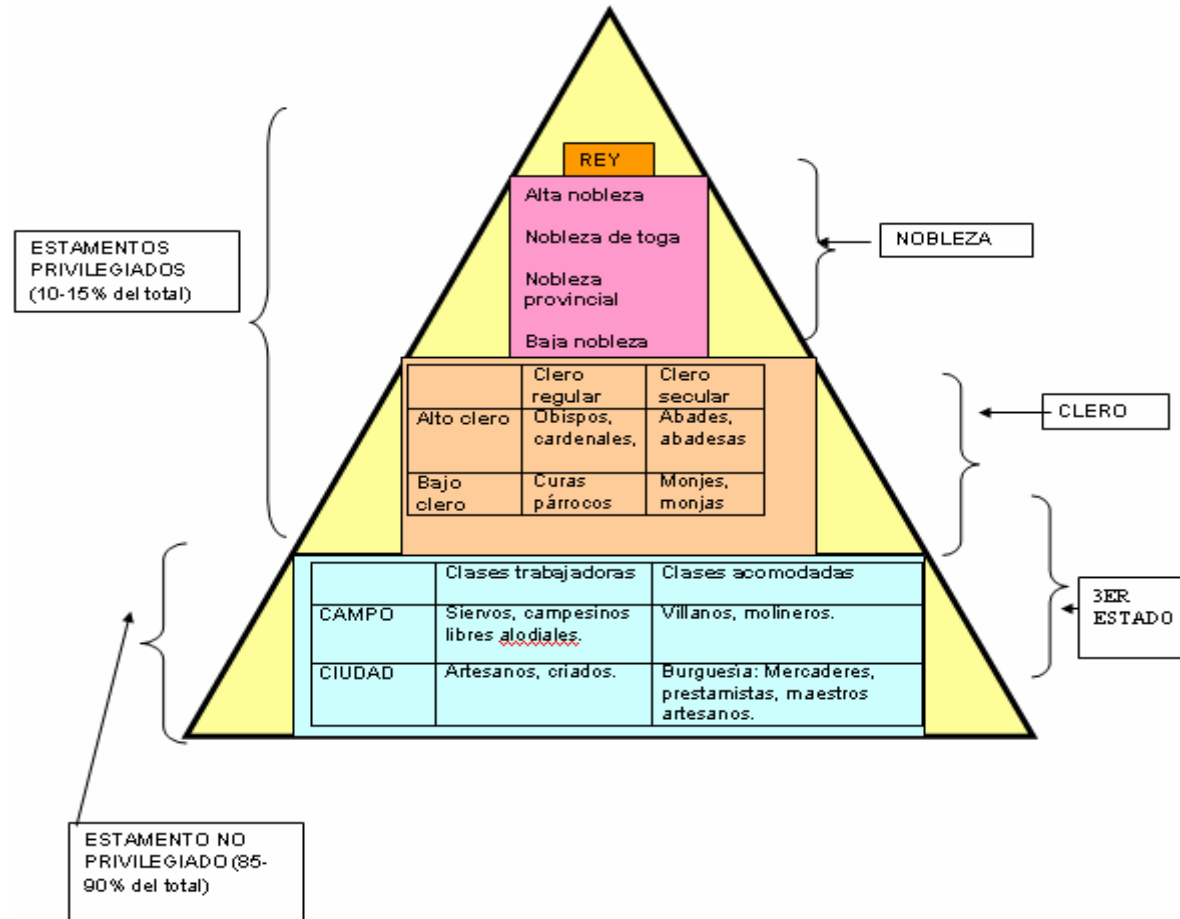 REY
Alta nobleza
Nobleza de toga
Nobleza
provincial
Baja nobleza
NOBLEZA
ESTAMENTOS
PRIVILEGIADOS
(10-15% del total)
Clero
regular
Clero
secular
Alto clero
Obispos,
cardenales,
Abades,
abadesas
Bajo
clero
Curas
párrocos
Monjes,
monjas
CLERO
Clases trabajadoras
Clases acomodadas
CAMPO
Siervos, campesinos
libres alodiales.
Villanos, molineros.
CIUDAD
Artesanos, criados.
Burguesía: Mercaderes,
prestamistas, maestros
artesanos.
3ER
ESTADO
ESTAMENTO NO
PRIVILEGIADO (85-
90% del total)